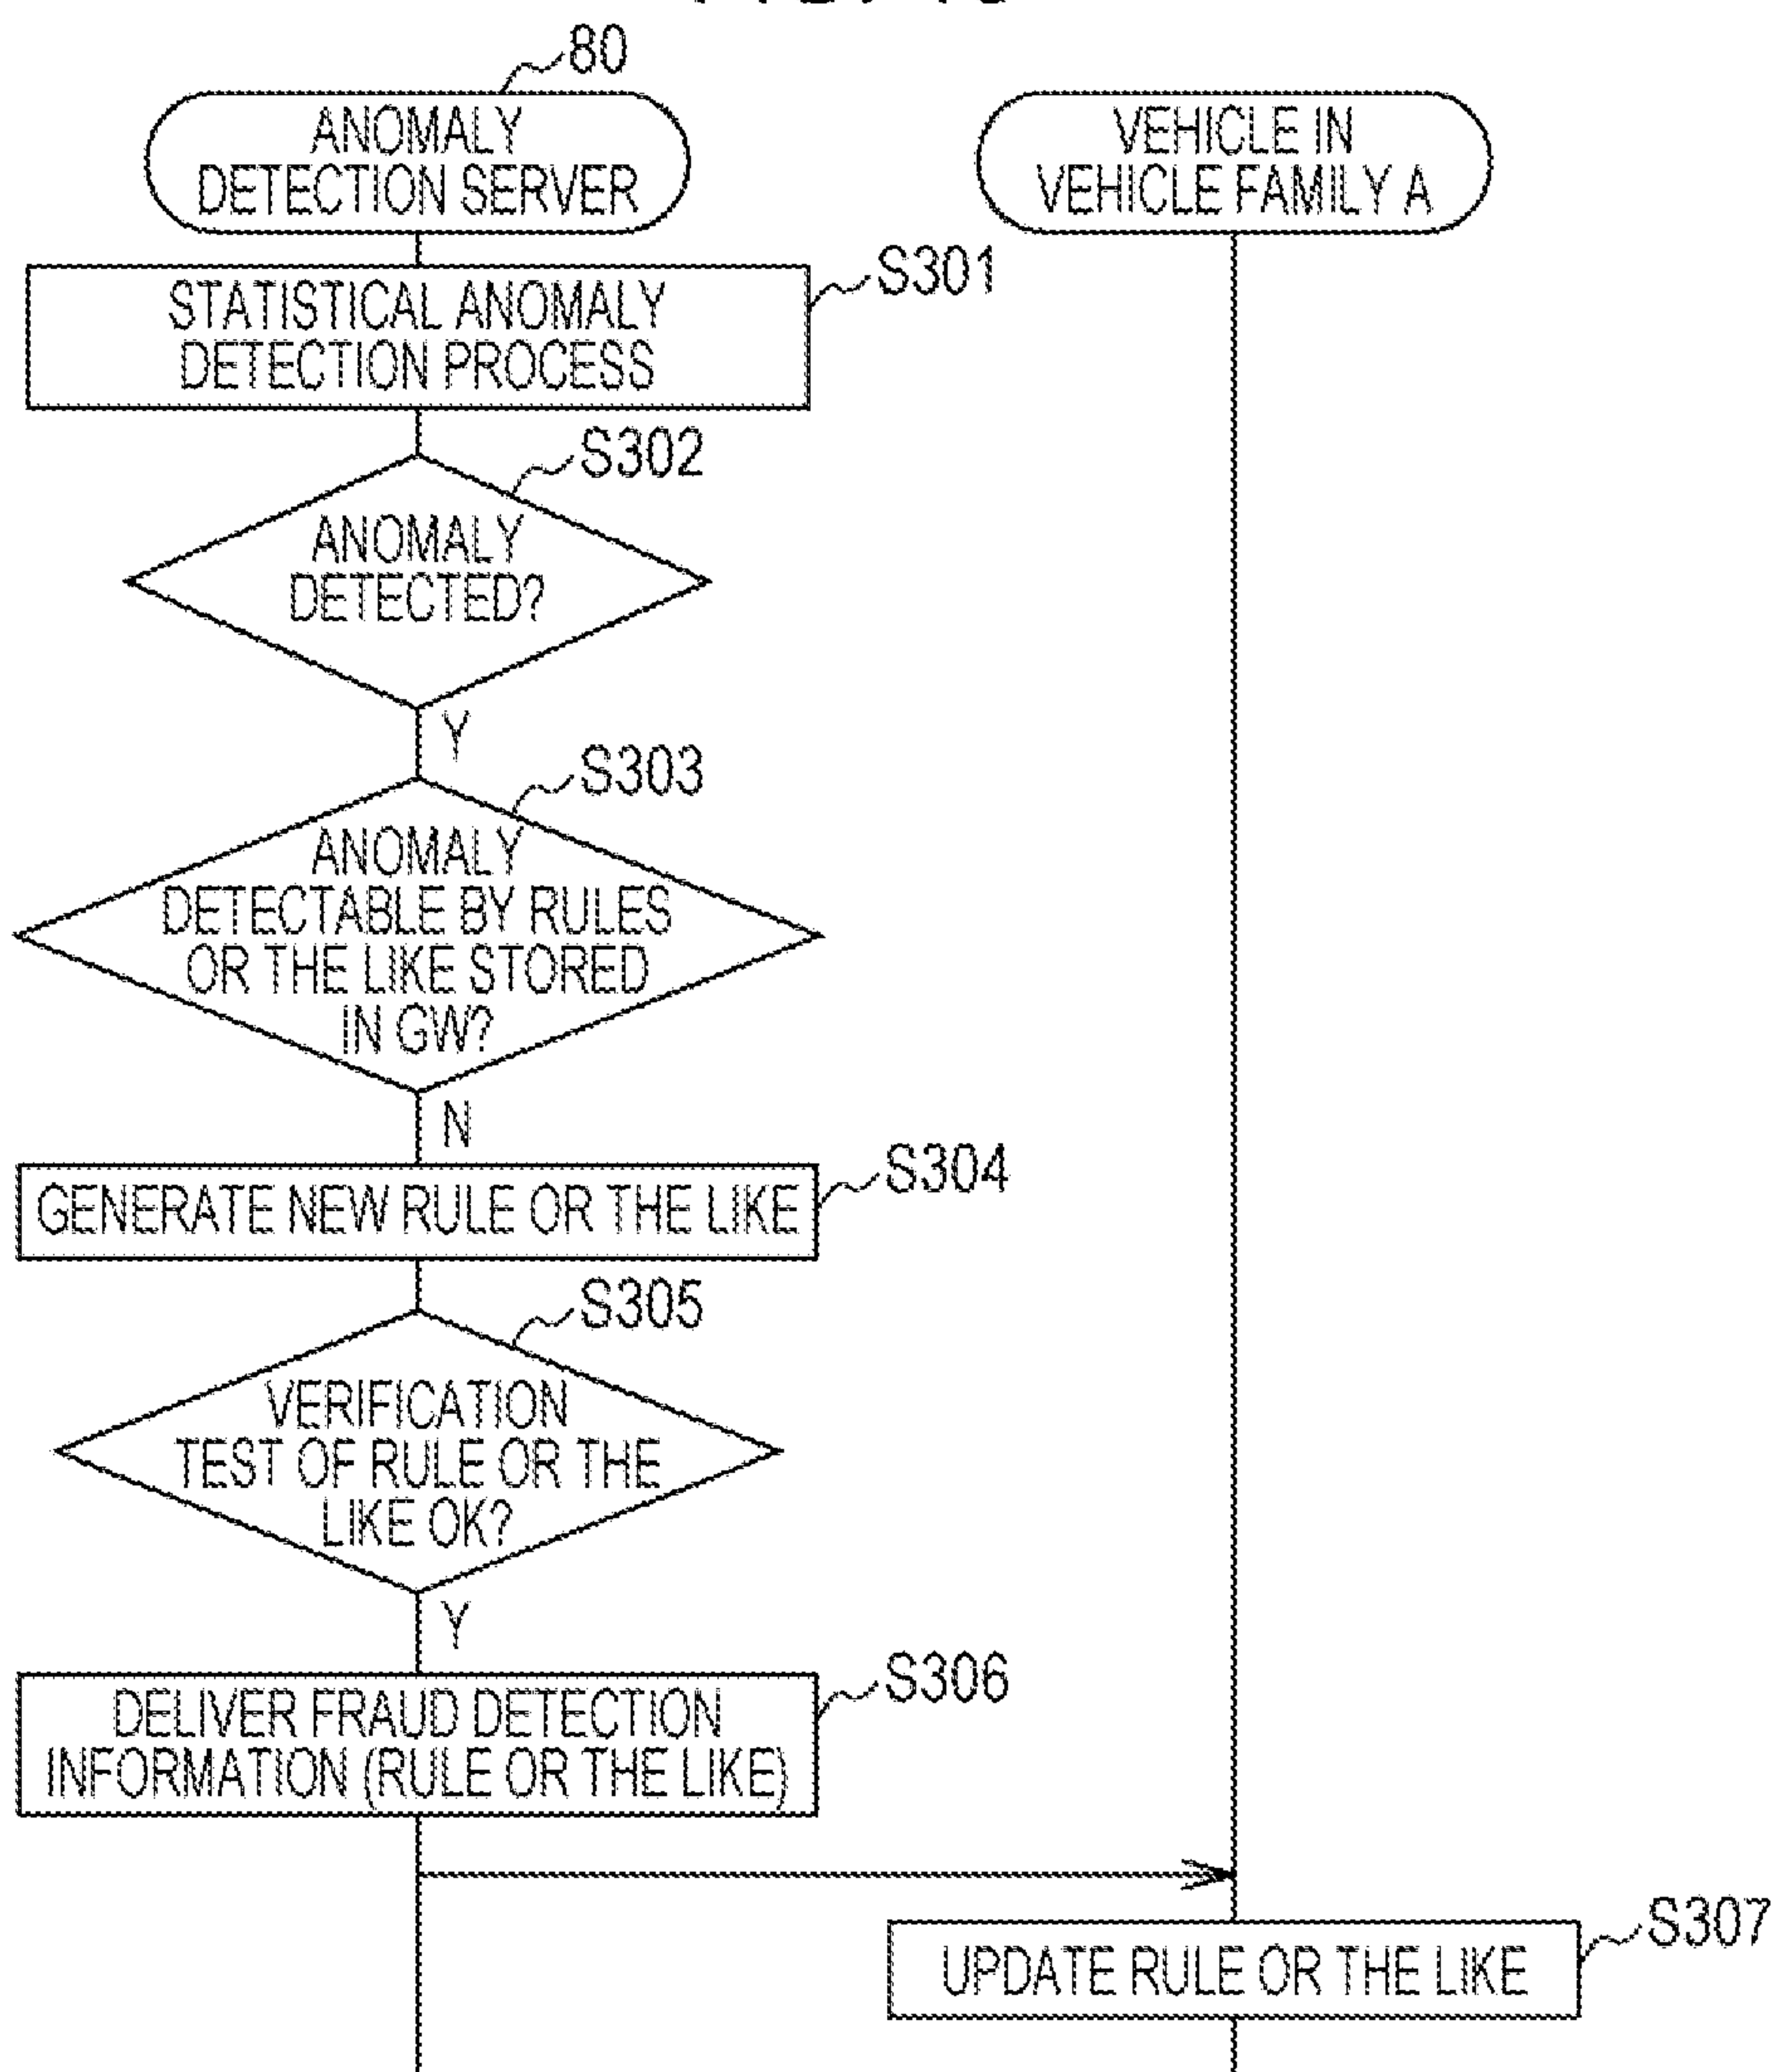 80
ANOMALY
DETECTION SERVER
VEHICLE IN
VEHICLE FAMILY A
S301
STATISTICAL ANOMALY
DETECTION PROCESS
S302
ANOMALY
DETECTED?
Y
S303
ANOMALY
DETECTABLE BY RULES
OR THE LIKE STORED
IN GW?
N
S304
GENERATE NEW RULE OR THE LIKE
S305
VERIFICATION
TEST OF RULE OR THE
LIKE OK?
Y
S306
DELIVER FRAUD DETECTION
INFORMATION (RULE OR THE LIKE)
S307
UPDATE RULE OR THE LIKE